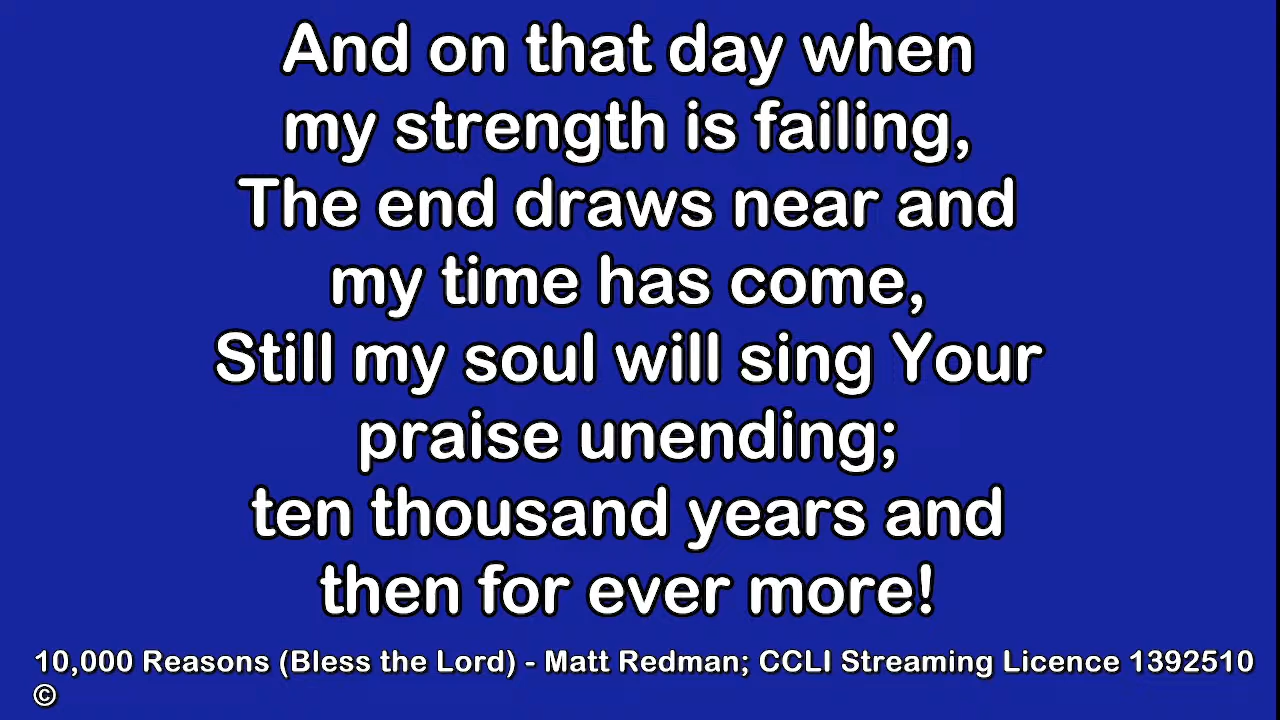 And on that day when
my strength is failing,
The end draws near and
my time has come,
Still my soul will sing Your
praise unending;
ten thousand years and
then for ever more!
10,000 Reasons (Bless the Lord) - Matt Redman; CCLI Streaming Licence 1392510
©